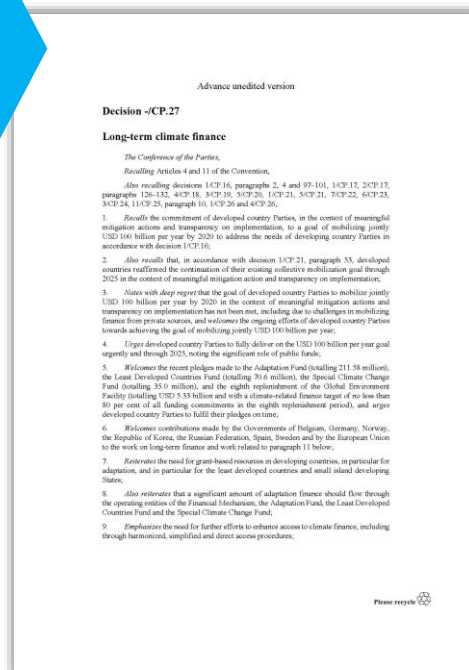 Advance unedited version
Decision -/CP.27
Long-term climate finance
The Conference of the Parties,
Recalling Articles 4 and 11 of the Convention,
Also recalling decisions 1/CP.16, paragraphs 2, 4 and 97–101, 1/CP.17, 2/CP.17,
paragraphs 126–132, 4/CP.18, 3/CP.19, 5/CP.20, 1/CP.21, 5/CP.21, 7/CP.22, 6/CP.23,
3/CP.24, 11/CP.25, paragraph 10, 1/CP.26 and 4/CP.26,
1. Recalls the commitment of developed country Parties, in the context of meaningful
mitigation actions and transparency on implementation, to a goal of mobilizing jointly
USD 100 billion per year by 2020 to address the needs of developing country Parties in
accordance with decision 1/CP.16;
2. Also recalls that, in accordance with decision 1/CP.21, paragraph 53, developed
countries reaffirmed the continuation of their existing collective mobilization goal through
2025 in the context of meaningful mitigation action and transparency on implementation;
3. Notes with deep regret that the goal of developed country Parties to mobilize jointly
USD 100 billion per year by 2020 in the context of meaningful mitigation actions and
transparency on implementation has not been met, including due to challenges in mobilizing
finance from private sources, and welcomes the ongoing efforts of developed country Parties
towards achieving the goal of mobilizing jointly USD 100 billion per year;
4. Urges developed country Parties to fully deliver on the USD 100 billion per year goal
urgently and through 2025, noting the significant role of public funds;
5. Welcomes the recent pledges made to the Adaptation Fund (totalling 211.58 million),
the Least Developed Countries Fund (totalling 70.6 million), the Special Climate Change
Fund (totalling 35.0 million), and the eighth replenishment of the Global Environment
Facility (totalling USD 5.33 billion and with a climate-related finance target of no less than
80 per cent of all funding commitments in the eighth replenishment period), and urges
developed country Parties to fulfil their pledges on time;
6. Welcomes contributions made by the Governments of Belgium, Germany, Norway,
the Republic of Korea, the Russian Federation, Spain, Sweden and by the European Union
to the work on long-term finance and work related to paragraph 11 below;
7. Reiterates the need for grant-based resources in developing countries, in particular for
adaptation, and in particular for the least developed countries and small island developing
States;
8. Also reiterates that a significant amount of adaptation finance should flow through
the operating entities of the Financial Mechanism, the Adaptation Fund, the Least Developed
Countries Fund and the Special Climate Change Fund;
9. Emphasizes the need for further efforts to enhance access to climate finance, including
through harmonized, simplified and direct access procedures;
Please recycle